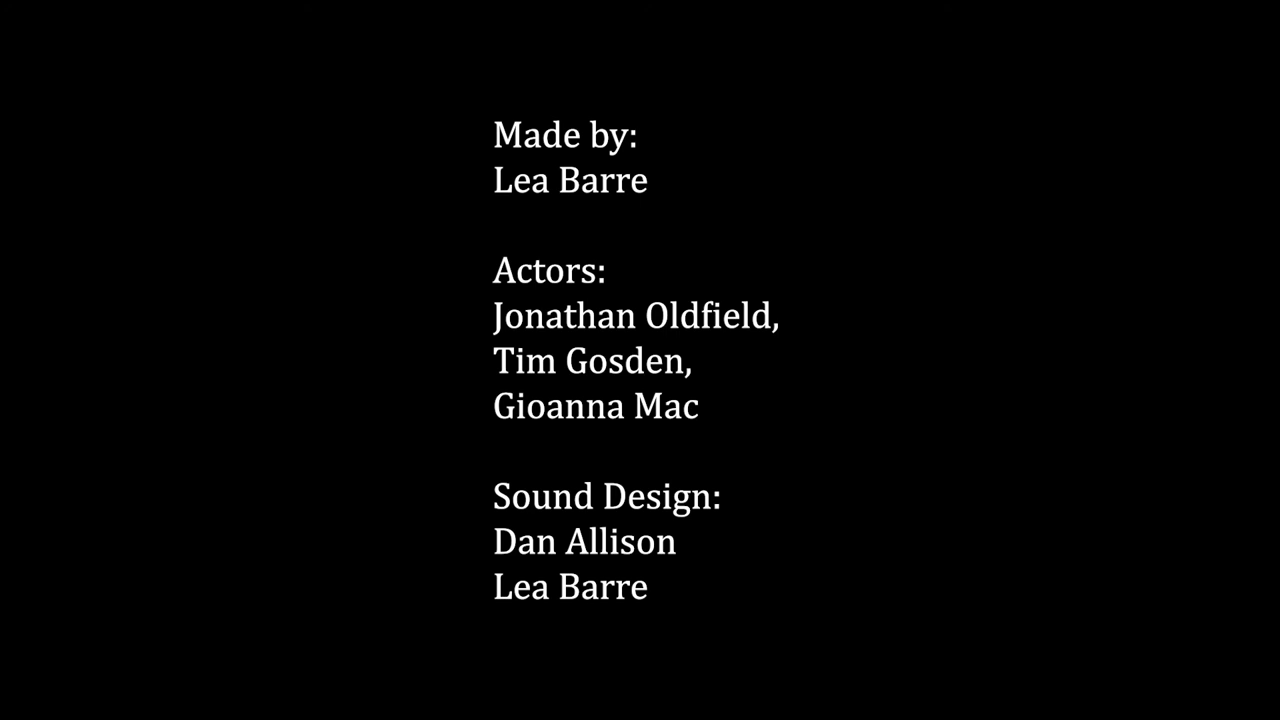 Made by:
Lea Barre
Actors:
Jonathan Oldfield,
Tim Gosden,
Gioanna Mac
Sound Design:
Dan Allison
Lea Barre